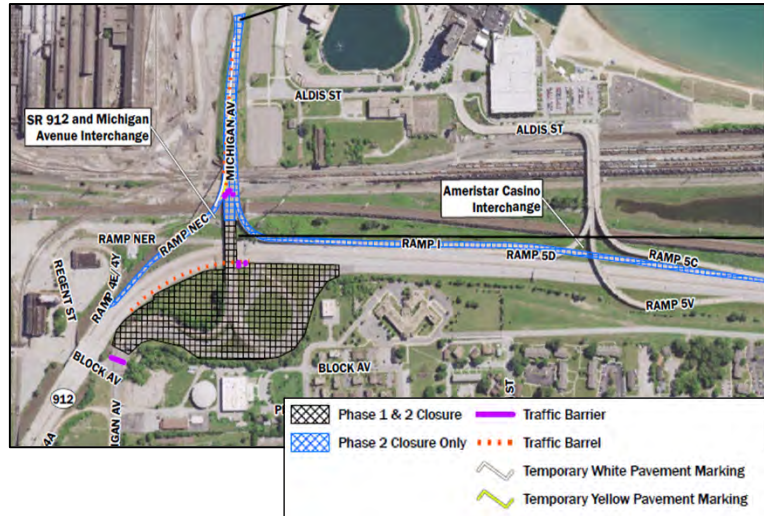 ALDIS ST
SR 912 and Michigan
Avenue Interchange
MICHIGAN AV
ALDIS ST
Ameristar Casino
Interchange
RAMP NER
RAMP NEC
RAMP I
RAMP 5D
RAMP 5C
REGENT ST
RAMP 4E/4Y
RAMP 5V
BLOCK AV
BLOCK AV
912
IGAN AV
4A
ST
Phase 1 & 2 Closure
Traffic Barrier
Phase 2 Closure Only
Traffic Barrel
Temporary White Pavement Marking
Temporary Yellow Pavement Marking